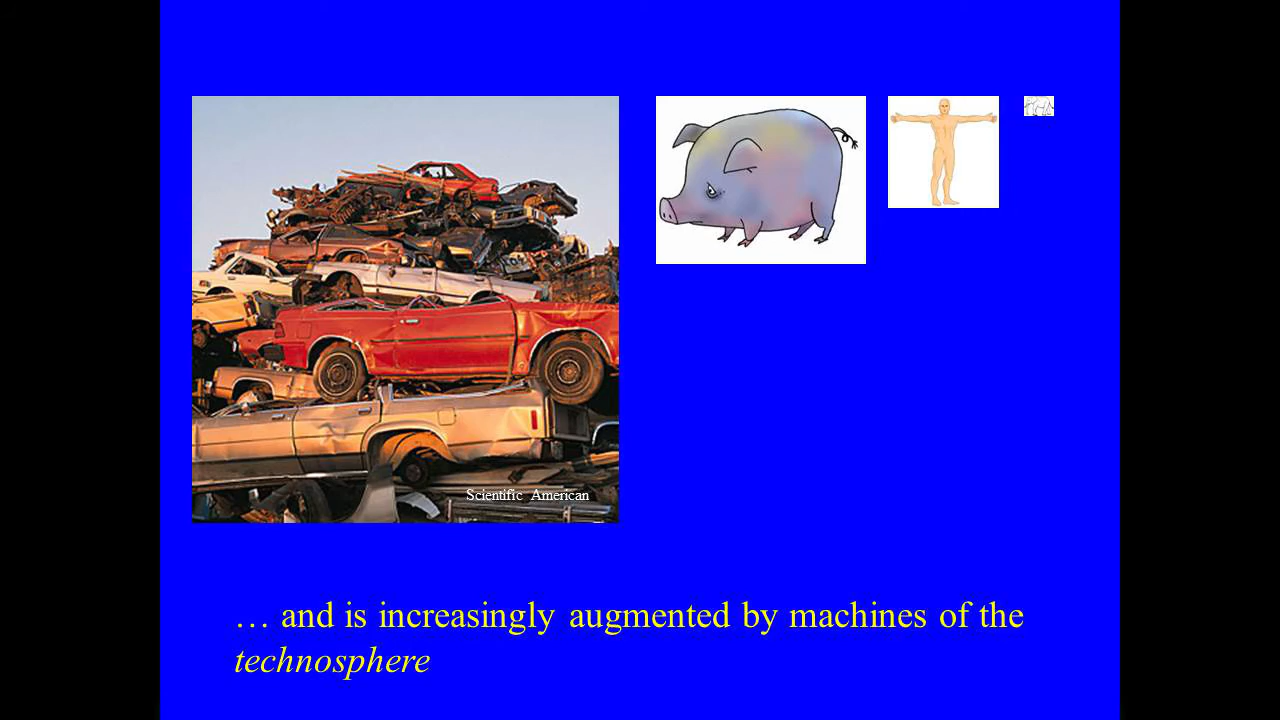 Scientific American
… and is increasingly augmented by machines of the
technosphere